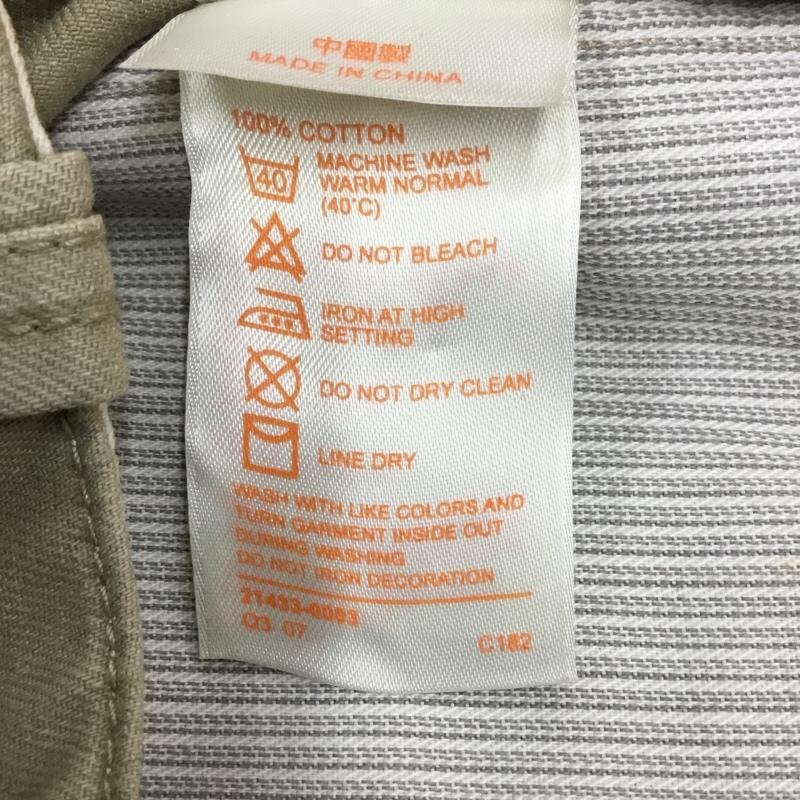 中國製
MADE IN CHINA
100% COTTON
40
MACHINE WASH
WARM NORMAL
(40°C)
DO NOT BLEACH
IRON AT HIGH
SETTING
DO NOT DRY CLEAN
LINE DRY
WASH WITH LIKE COLORS AND
TURN GARMENT INSIDE OUT
DURING WASHING
DO NOT IRON DECORATION
21433-0003
Q3 07
C182